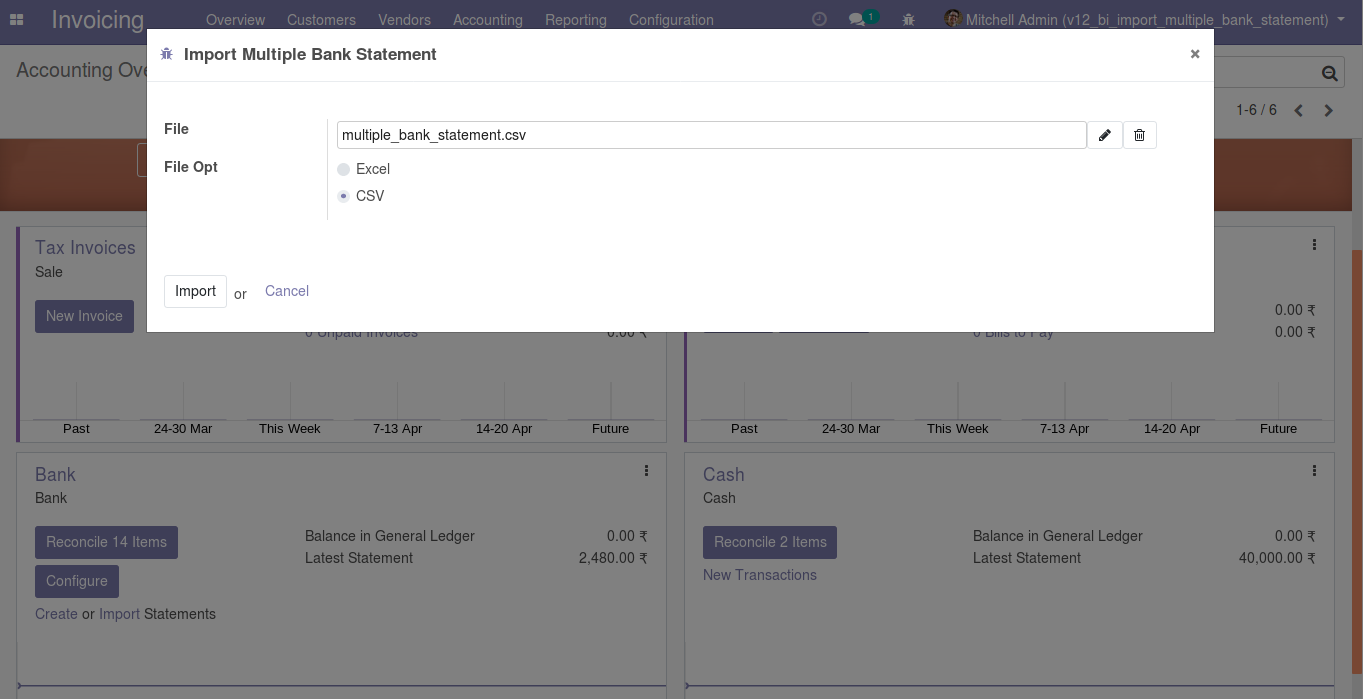 Invoicing Overview Customers Vendors Accounting Reporting Configuration 1 Mitchell Admin (v12_bi_import_multiple_bank_statement)
Import Multiple Bank Statement ×
Accounting Ove
1-6 / 6
File multiple_bank_statement.csv
File Opt Excel
CSV
Import or Cancel
Tax Invoices
Sale
New Invoice 0.00 ₹
0 Unpaid Invoices 0.00 ₹ 0 Bills to Pay 0.00 ₹
Past 24-30 Mar This Week 7-13 Apr 14-20 Apr Future Past 24-30 Mar This Week 7-13 Apr 14-20 Apr Future
Bank
Bank
Reconcile 14 Items Balance in General Ledger 0.00 ₹
Latest Statement 2,480.00 ₹
Configure
Create or Import Statements
Cash
Cash
Reconcile 2 Items Balance in General Ledger 0.00 ₹
Latest Statement 40,000.00 ₹
New Transactions